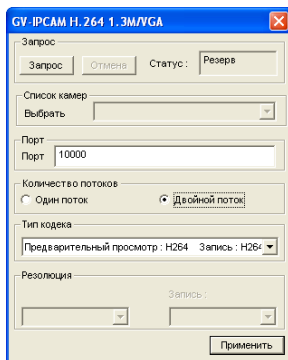 GV-IPCAM H.264 1.3M/VGA
Запрос
Запрос Отмена Статус : Резерв
Список камер
Выбрать
Порт
Порт 10000
Количество потоков
Один поток Двойной поток
Тип кодека
Предварительный просмотр : H264 Запись : H264
Резолюция
Запись :
Применить